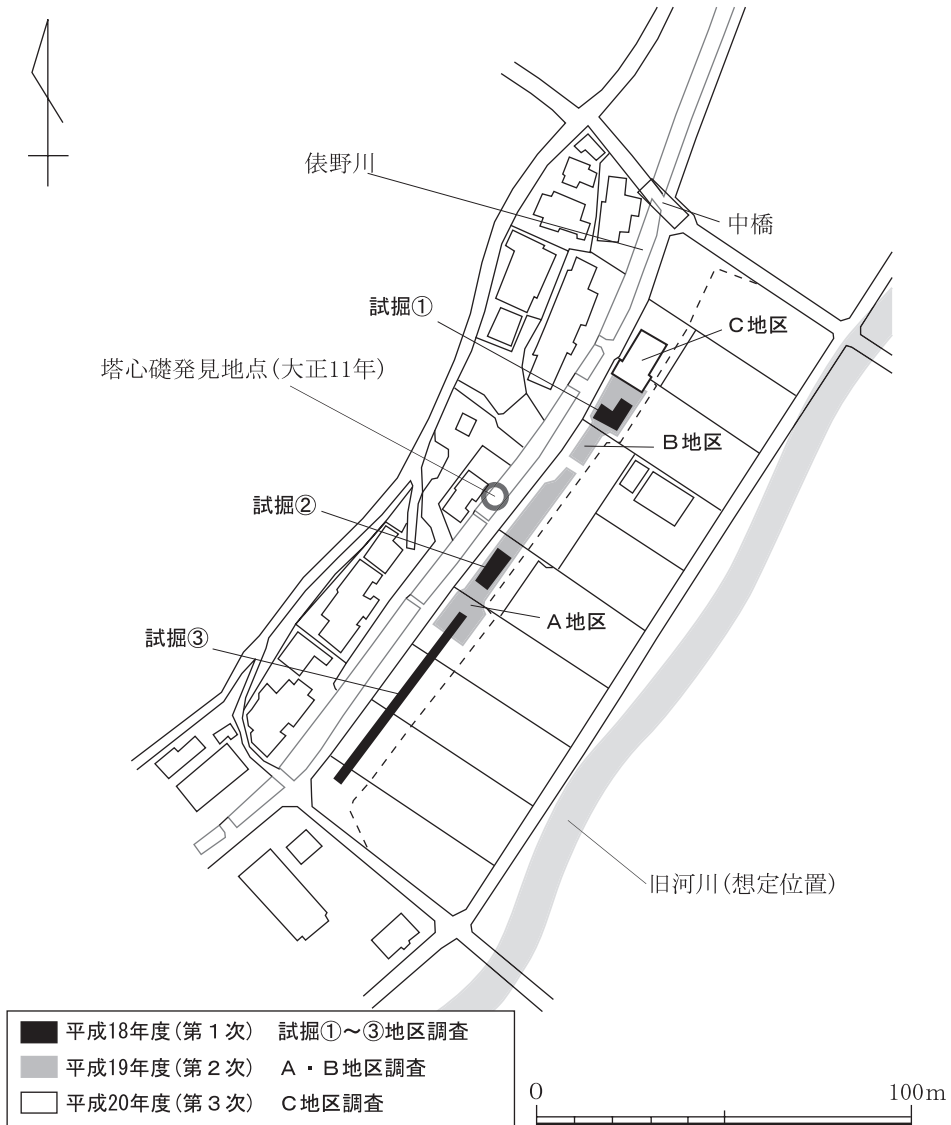 俵野川
中橋
試掘①
C地区
塔心礎発見地点(大正11年)
B地区
試掘②
A地区
試掘③
旧河川(想定位置)
平成18年度(第1次) 試掘①～③地区調査
平成19年度(第2次) A・B地区調査
平成20年度(第3次) C地区調査
0 100m